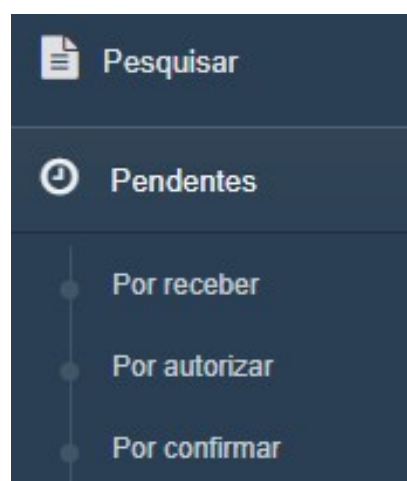 Pesquisar
Pendentes
Por receber
Por autorizar
Por confirmar